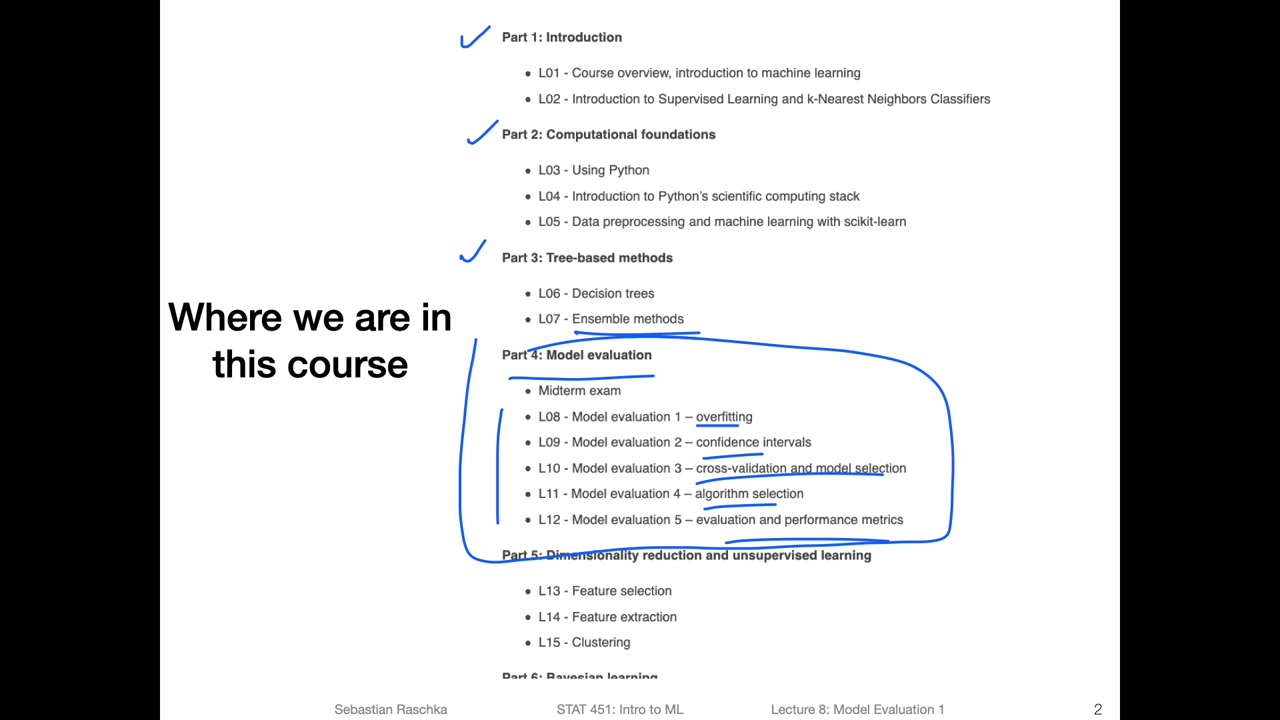 Where we are in
this course
Part 1: Introduction
• L01 - Course overview, introduction to machine learning
• L02 - Introduction to Supervised Learning and k-Nearest Neighbors Classifiers
Part 2: Computational foundations
• L03 - Using Python
• L04 - Introduction to Python's scientific computing stack
• L05 - Data preprocessing and machine learning with scikit-learn
Part 3: Tree-based methods
• L06 - Decision trees
• L07 - Ensemble methods
Part 4: Model evaluation
• Midterm exam
• L08 - Model evaluation 1 – overfitting
• L09 - Model evaluation 2 – confidence intervals
• L10 - Model evaluation 3 – cross-validation and model selection
• L11 - Model evaluation 4 – algorithm selection
• L12 - Model evaluation 5 – evaluation and performance metrics
Part 5: Dimensionality reduction and unsupervised learning
• L13 - Feature selection
• L14 - Feature extraction
• L15 - Clustering
Part 6: Bayesian learning
Sebastian Raschka STAT 451: Intro to ML Lecture 8: Model Evaluation 1 2